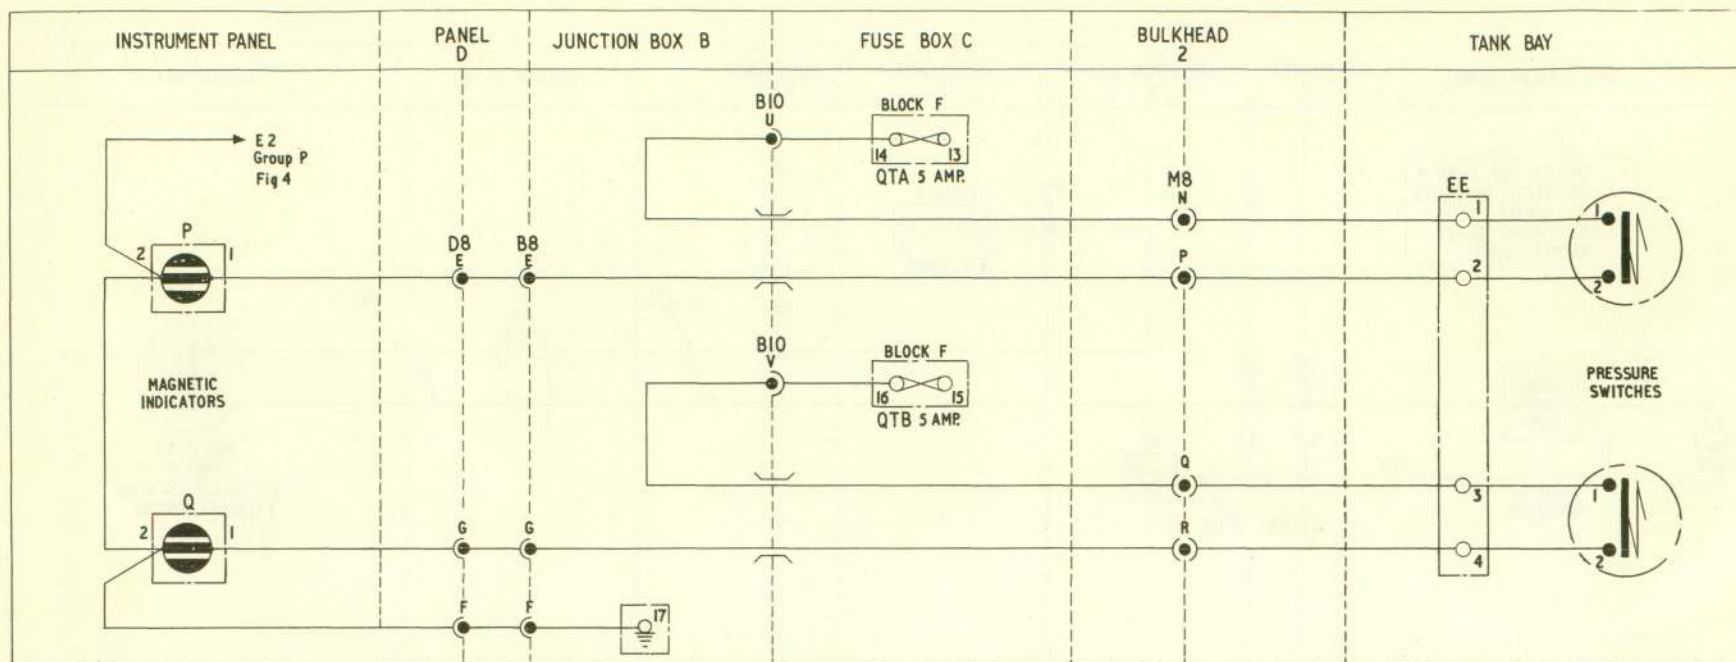 INSTRUMENT PANEL
PANEL
D
JUNCTION BOX B
FUSE BOX C
BULKHEAD
2
TANK BAY
B10
U
BLOCK F
14 13
QTA 5 AMP.
E 2
Group P
Fig 4
M8
N
EE
1
1
P
2 1
D8
E
B8
E
P
2
2
B10
V
BLOCK F
16 15
QTB 5 AMP.
MAGNETIC
INDICATORS
PRESSURE
SWITCHES
Q
3
1
Q
2 1
G
G
R
4
2
F
F
17